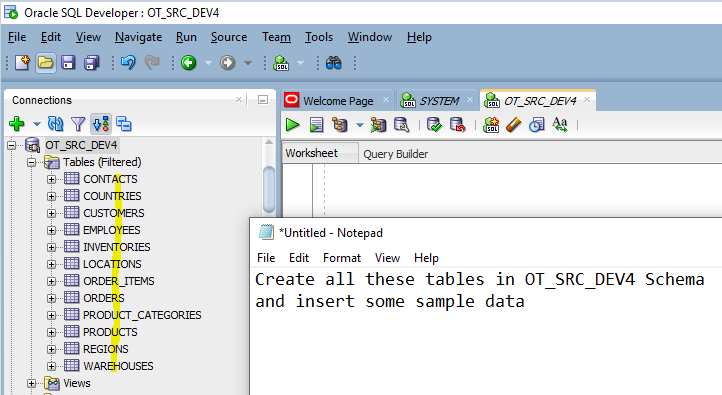 Oracle SQL Developer : OT_SRC_DEV4
File Edit View Navigate Run Source Team Tools Window Help
Connections
OT_SRC_DEV4
Tables (Filtered)
CONTACTS
COUNTRIES
CUSTOMERS
EMPLOYEES
INVENTORIES
LOCATIONS
ORDER_ITEMS
ORDERS
PRODUCT_CATEGORIES
PRODUCTS
REGIONS
WAREHOUSES
Views
Welcome Page SYSTEM OT_SRC_DEV4
Worksheet Query Builder
*Untitled - Notepad
File Edit Format View Help
Create all these tables in OT_SRC_DEV4 Schema
and insert some sample data